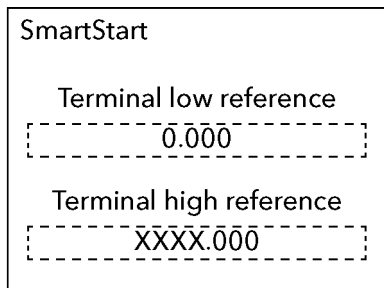 SmartStart
Terminal low reference
0.000
Terminal high reference
XXXX.000